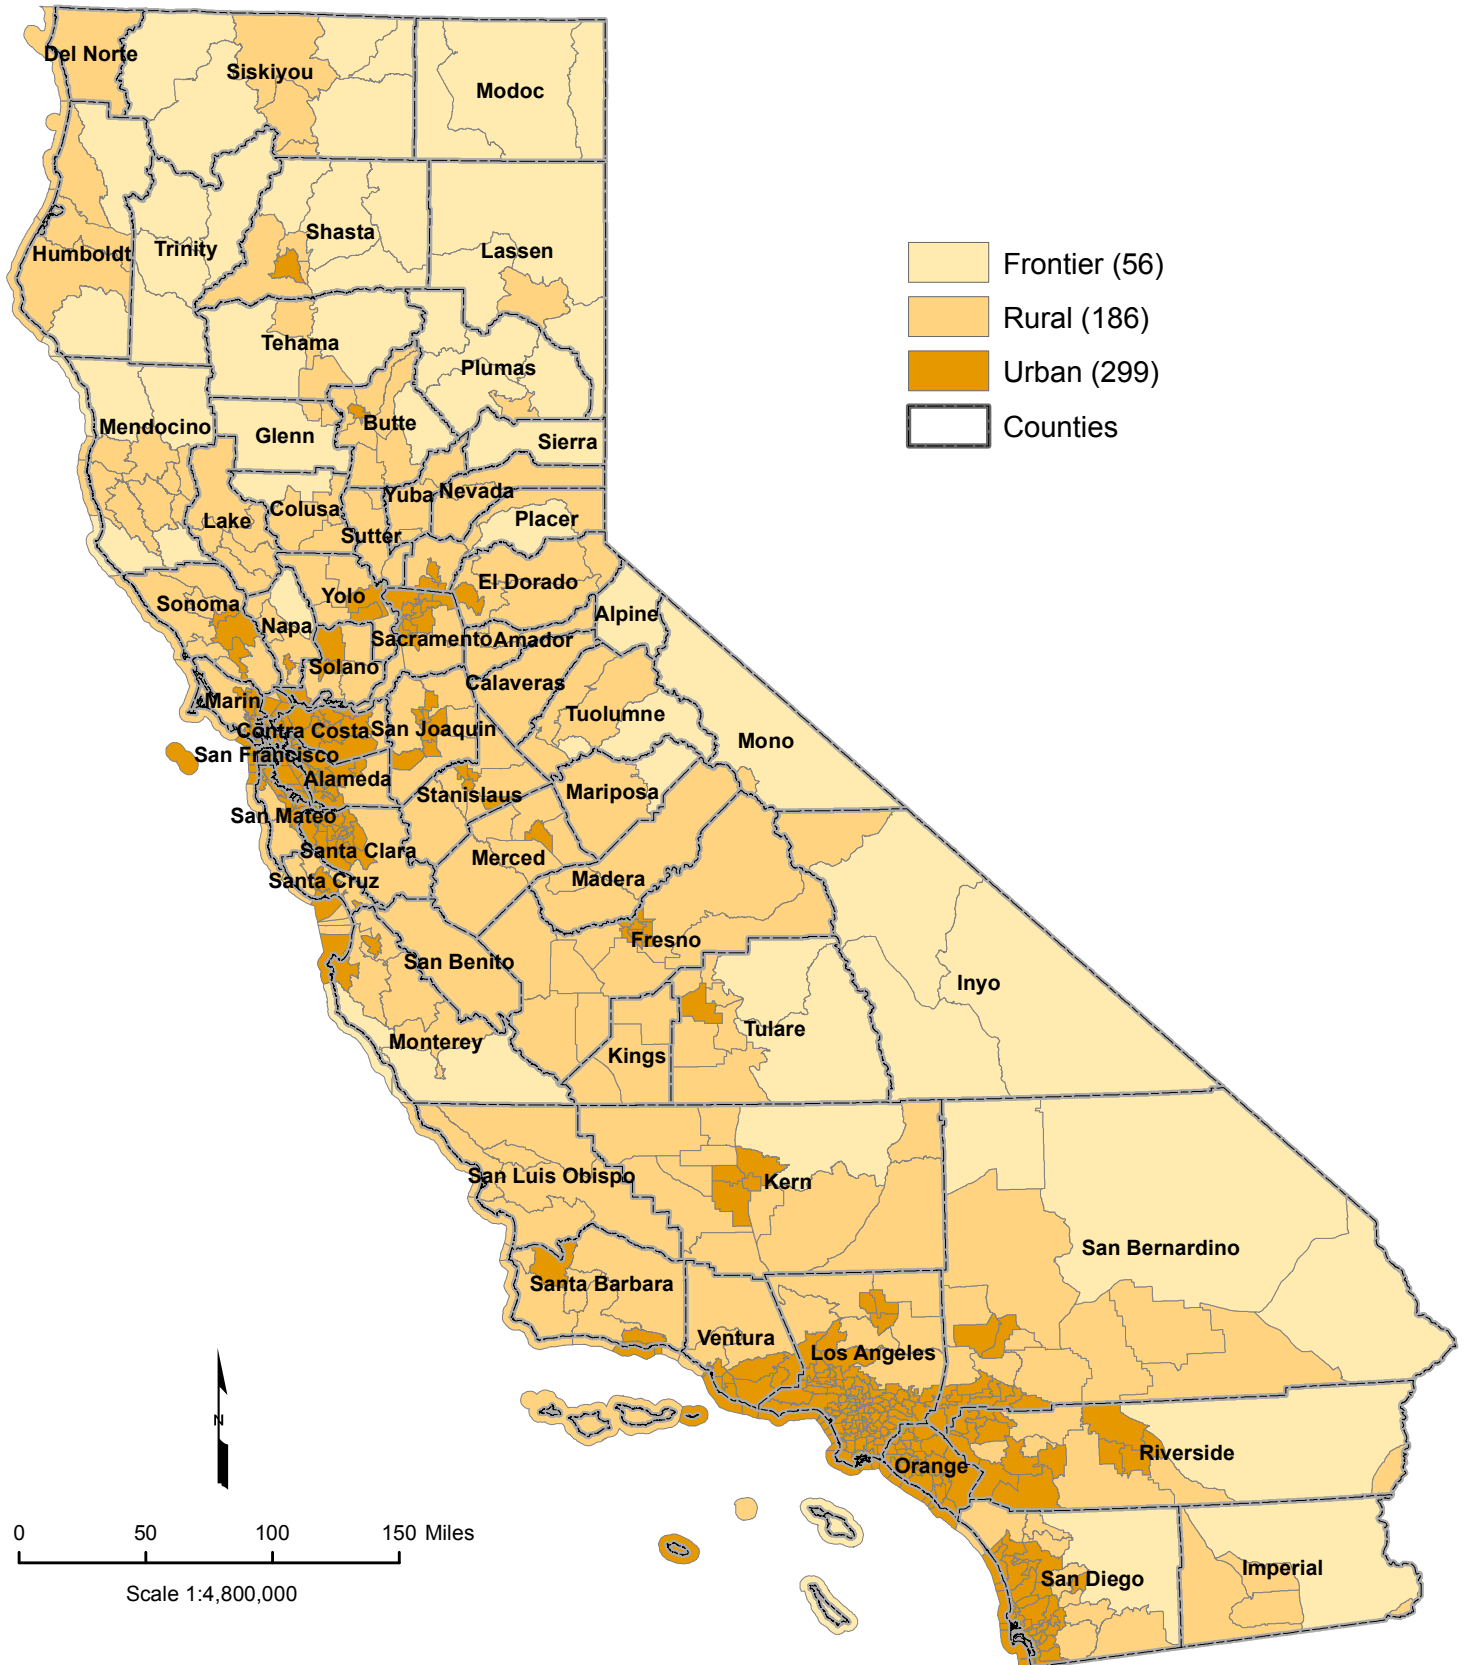 Del Norte
Siskiyou
Modoc
Humboldt
Trinity
Shasta
Lassen
Frontier (56)
Rural (186)
Urban (299)
Counties
Tehama
Plumas
Mendocino
Glenn
Butte
Sierra
Lake
Colusa
Sutter
Yuba
Nevada
Placer
Sonoma
Napa
Yolo
El Dorado
Alpine
Solano
Sacramento
Amador
Marin
Calaveras
Contra Costa
San Joaquin
Tuolumne
Mono
San Francisco
Alameda
Stanislaus
Mariposa
San Mateo
Santa Clara
Merced
Santa Cruz
Madera
Fresno
San Benito
Inyo
Monterey
Kings
Tulare
San Luis Obispo
Kern
San Bernardino
Santa Barbara
Ventura
Los Angeles
Orange
Riverside
San Diego
Imperial
N
0 50 100 150 Miles
Scale 1:4,800,000